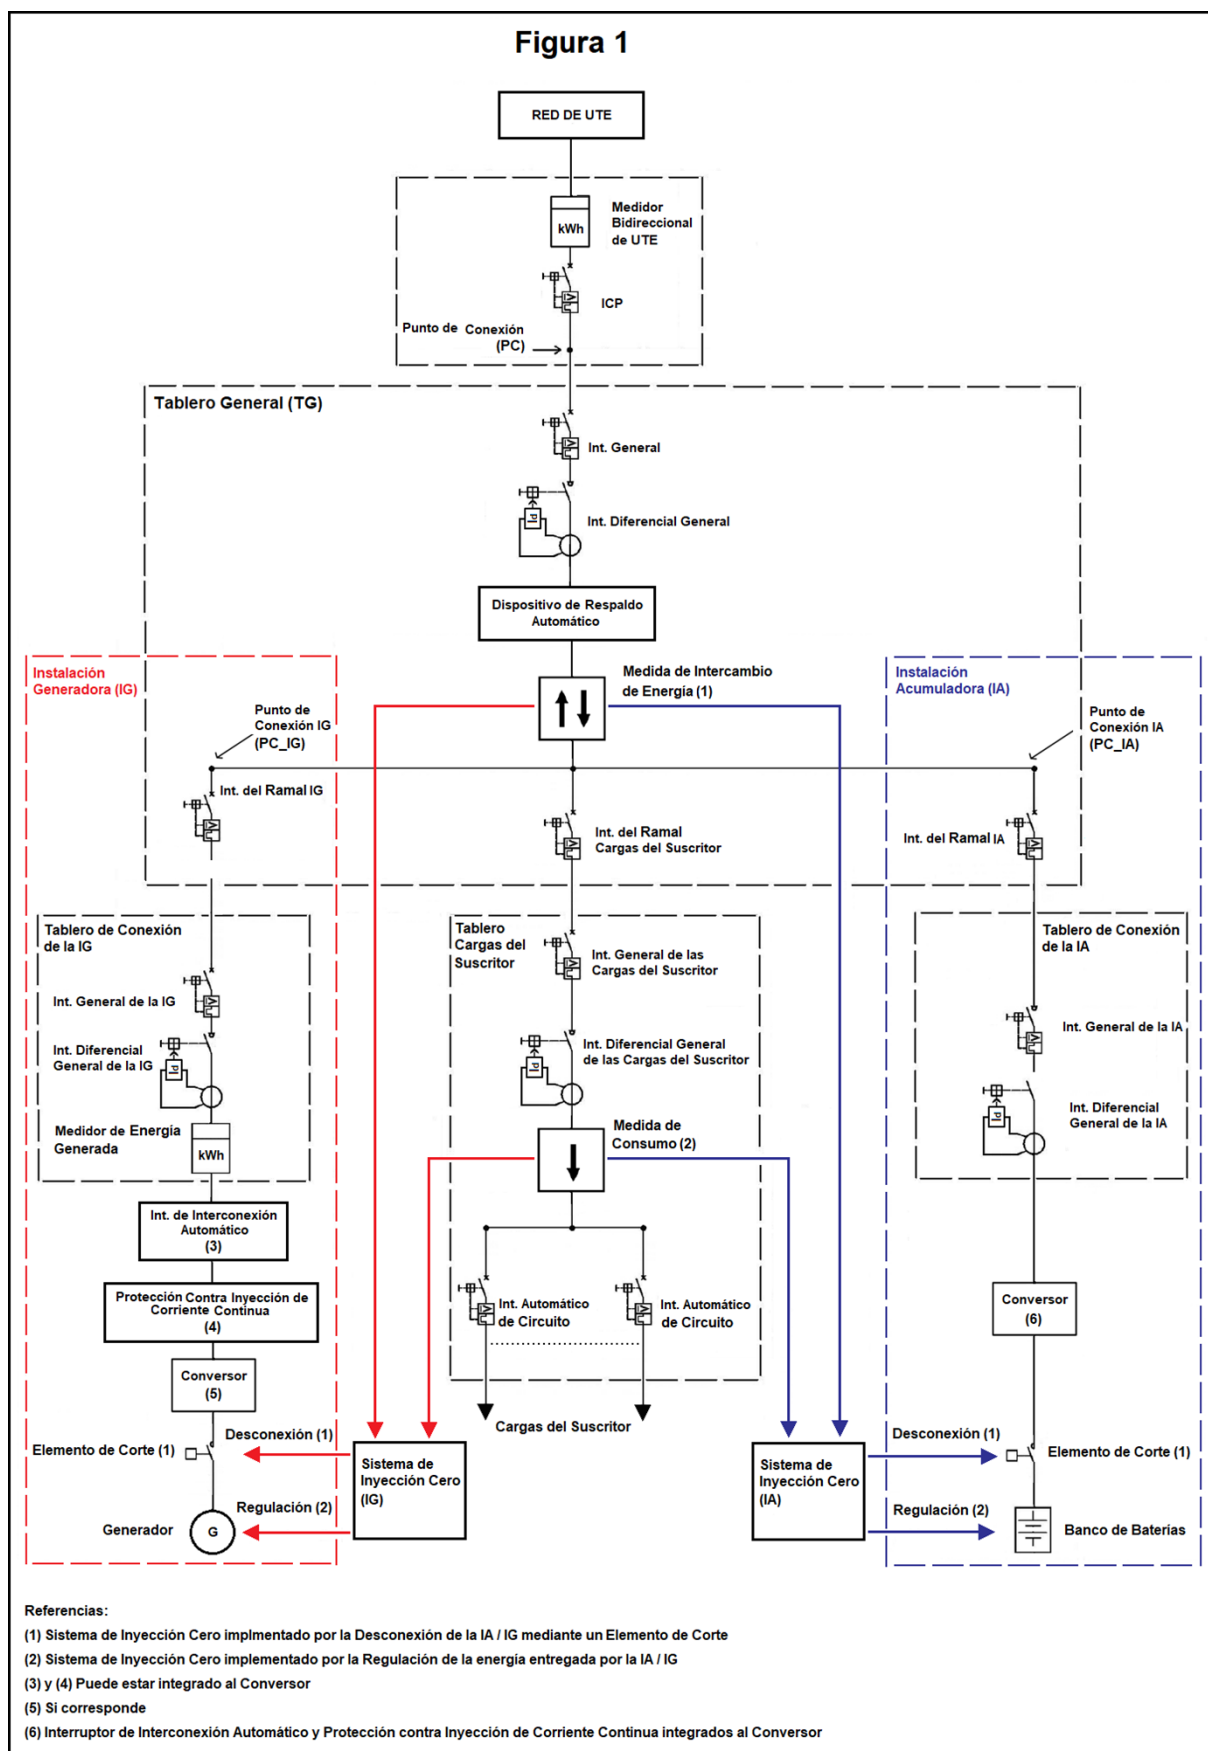 Figura 1
RED DE UTE
Medidor
Bidireccional
de UTE
kWh
ICP
Punto de Conexión
(PC)
Tablero General (TG)
Int. General
Int. Diferencial General
Dispositivo de Respaldo
Automático
Instalación
Generadora (IG)
Medida de Intercambio
de Energía (1)
Instalación
Acumuladora (IA)
Punto de
Conexión IG
(PC_IG)
Punto de
Conexión IA
(PC_IA)
Int. del Ramal IG
Int. del Ramal
Cargas del Suscritor
Int. del Ramal IA
Tablero de Conexión
de la IG
Tablero
Cargas del
Suscritor
Tablero de Conexión
de la IA
Int. General de las
Cargas del Suscritor
Int. General de la IG
Int. General de la IA
Int. Diferencial
General de la IG
Int. Diferencial General
de las Cargas del Suscritor
Int. Diferencial
General de la IA
Medidor de Energía
Generada
kWh
Medida de
Consumo (2)
Int. de Interconexión
Automático
(3)
Protección Contra Inyección de
Corriente Continua
(4)
Int. Automático
de Circuito
Int. Automático
de Circuito
Conversor
(6)
Conversor
(5)
Cargas del Suscritor
Desconexión (1)
Elemento de Corte (1)
Sistema de
Inyección Cero
(IG)
Sistema de
Inyección Cero
(IA)
Desconexión (1)
Elemento de Corte (1)
Regulación (2)
Generador
G
Regulación (2)
Banco de Baterías
Referencias:
(1) Sistema de Inyección Cero implmentado por la Desconexión de la IA / IG mediante un Elemento de Corte
(2) Sistema de Inyección Cero implementado por la Regulación de la energía entregada por la IA / IG
(3) y (4) Puede estar integrado al Conversor
(5) Si corresponde
(6) Interruptor de Interconexión Automático y Protección contra Inyección de Corriente Continua integrados al Conversor